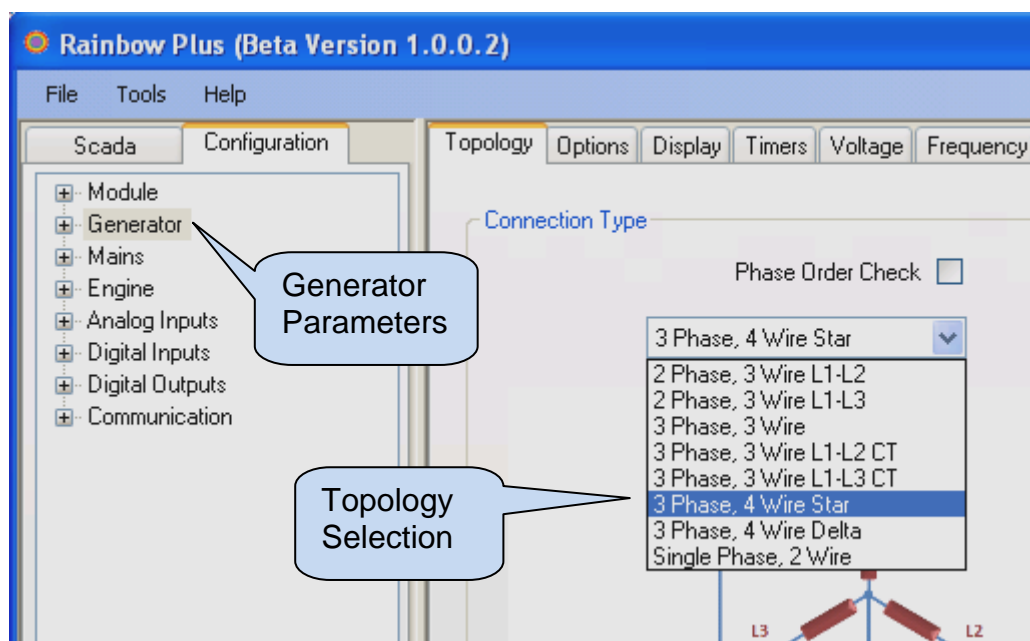 Rainbow Plus (Beta Version 1.0.0.2)
File Tools Help
Scada Configuration
Topology Options Display Timers Voltage Frequency
Module
Generator
Mains
Engine
Analog Inputs
Digital Inputs
Digital Outputs
Communication
Generator
Parameters
Connection Type
Phase Order Check
3 Phase, 4 Wire Star
2 Phase, 3 Wire L1-L2
2 Phase, 3 Wire L1-L3
3 Phase, 3 Wire
3 Phase, 3 Wire L1-L2 CT
3 Phase, 3 Wire L1-L3 CT
3 Phase, 4 Wire Star
3 Phase, 4 Wire Delta
Single Phase, 2 Wire
Topology
Selection
L3 L2